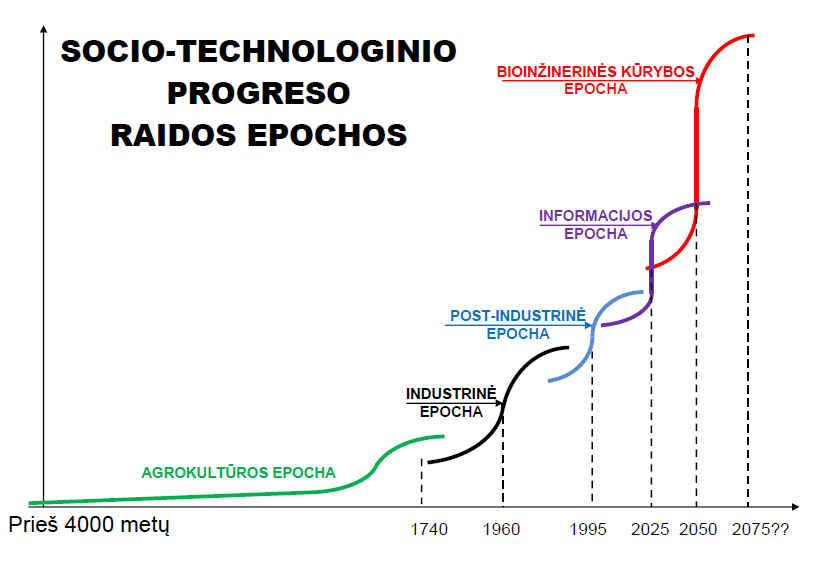 SOCIO-TECHNOLOGINIO
PROGRESO
RAIDOS EPOCHOS
BIOINŽINERINĖS KŪRYBOS
EPOCHA
INFORMACIJOS
EPOCHA
POST-INDUSTRINĖ
EPOCHA
INDUSTRINĖ
EPOCHA
AGROKULTŪROS EPOCHA
Prieš 4000 metų
1740 1960 1995 2025 2050 2075??